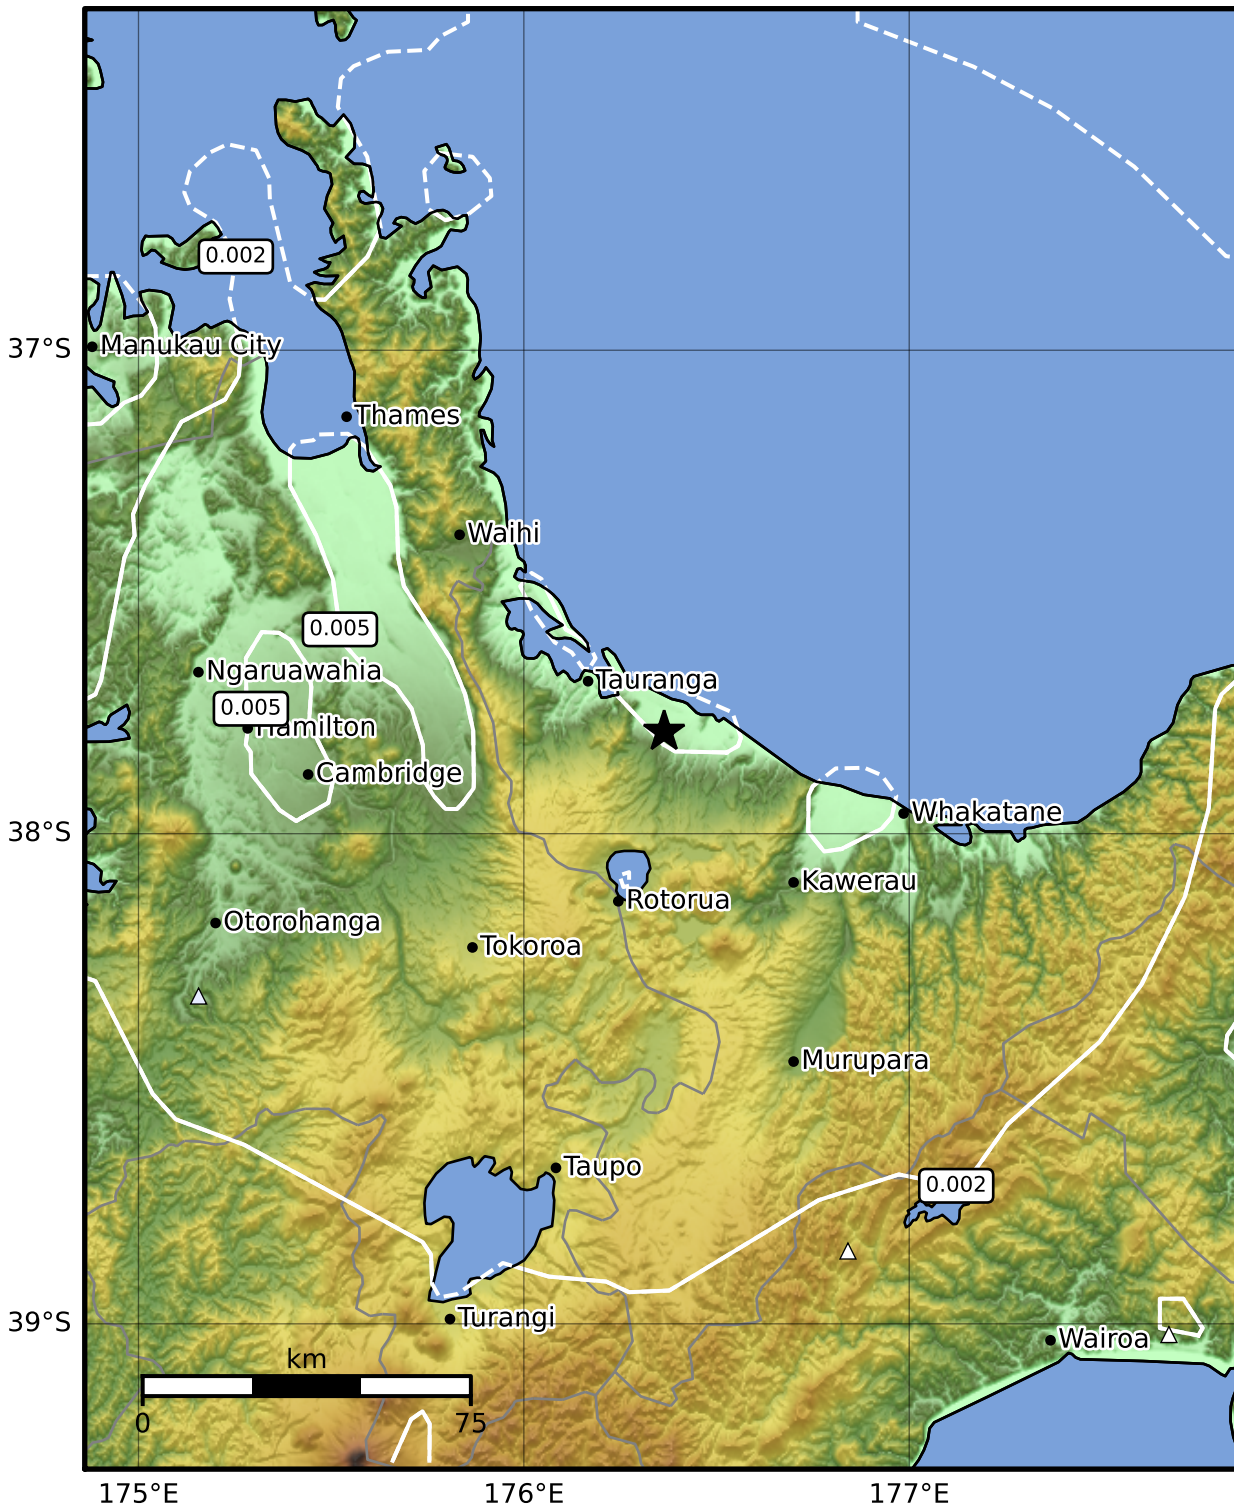 0.002
37°S
Manukau City
Thames
Waihi
0.005
Ngaruawahia
Tauranga
0.005
Hamilton
Cambridge
Whakatane
38°S
Kawerau
Rotorua
Otorohanga
Tokoroa
Murupara
Taupo
0.002
Turangi
39°S
Wairoa
km
0
75
175°E
176°E
177°E